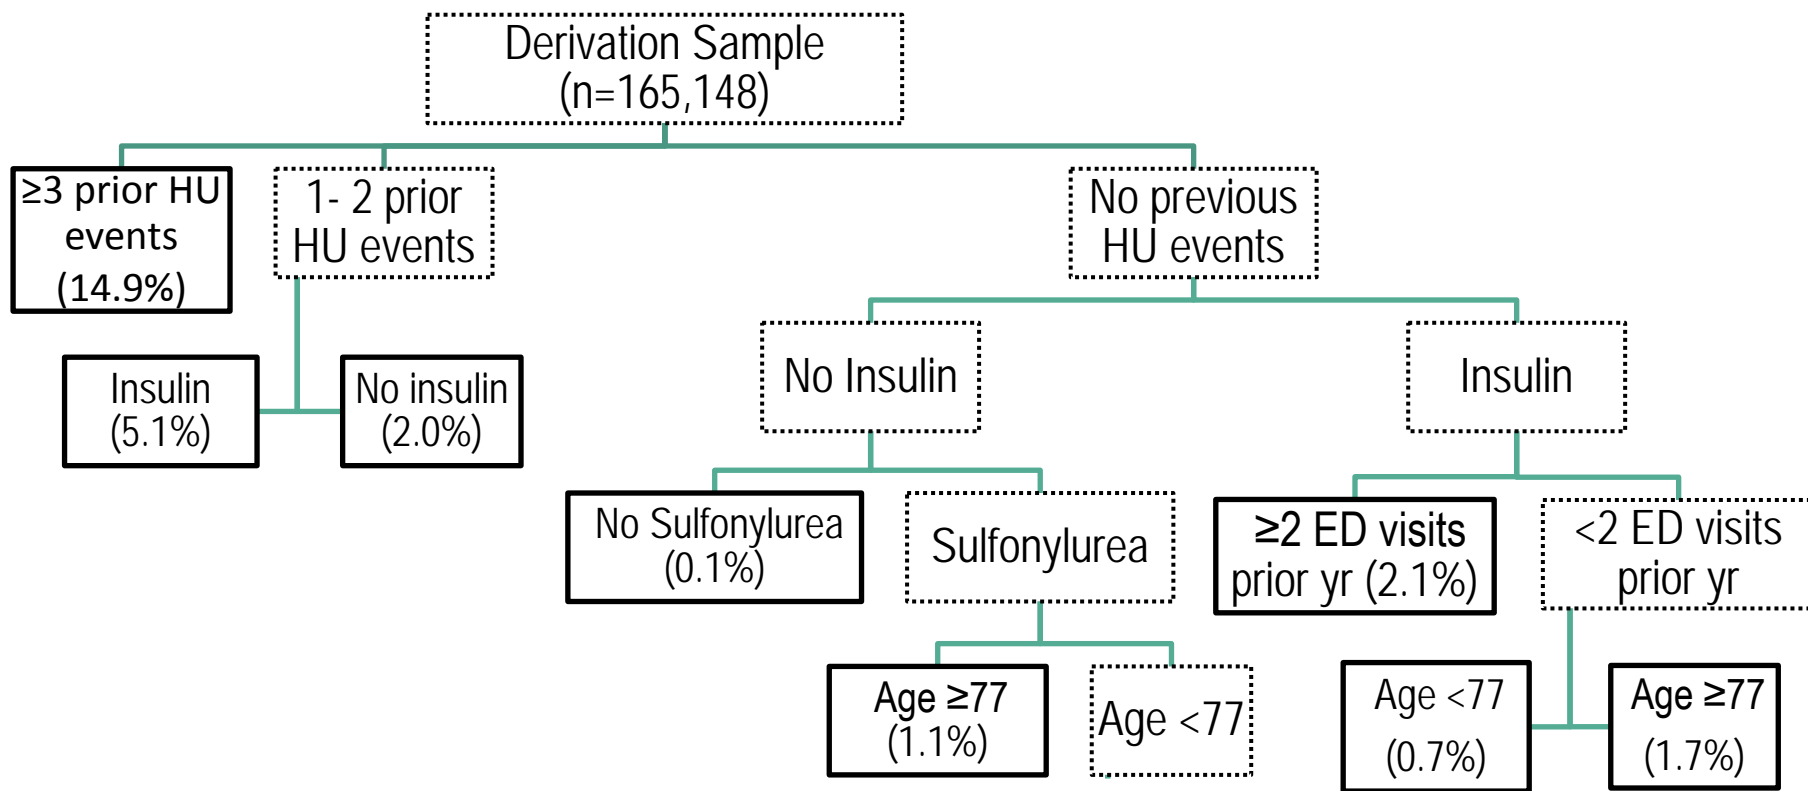 Derivation Sample
(n=165,148)
≥3 prior HU
events
(14.9%)
1- 2 prior
HU events
No previous
HU events
Insulin
(5.1%)
No insulin
(2.0%)
No Insulin
Insulin
No Sulfonylurea
(0.1%)
Sulfonylurea
≥2 ED visits
prior yr (2.1%)
<2 ED visits
prior yr
Age ≥77
(1.1%)
Age <77
Age <77
(0.7%)
Age ≥77
(1.7%)